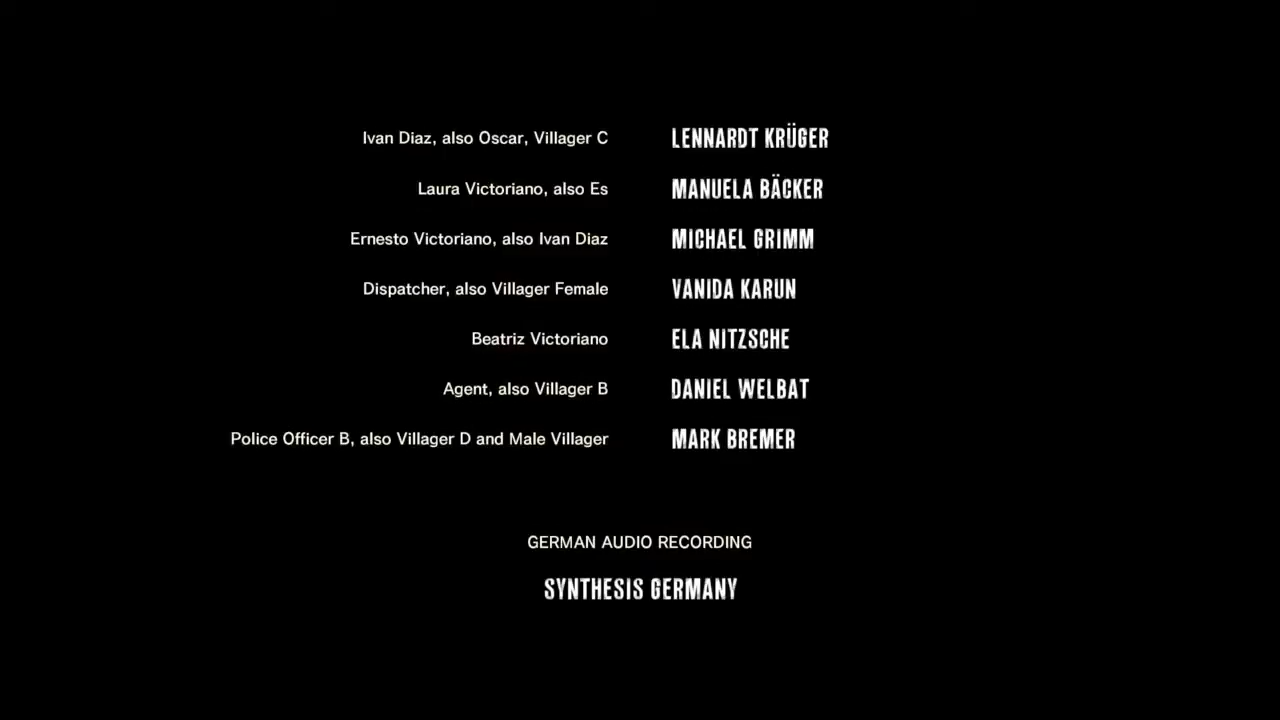 Ivan Diaz, also Oscar, Villager C LENNARDT KRÜGER
Laura Victoriano, also Es MANUELA BÄCKER
Ernesto Victoriano, also Ivan Diaz MICHAEL GRIMM
Dispatcher, also Villager Female VANIDA KARUN
Beatriz Victoriano ELA NITZSCHE
Agent, also Villager B DANIEL WELBAT
Police Officer B, also Villager D and Male Villager MARK BREMER
GERMAN AUDIO RECORDING
SYNTHESIS GERMANY